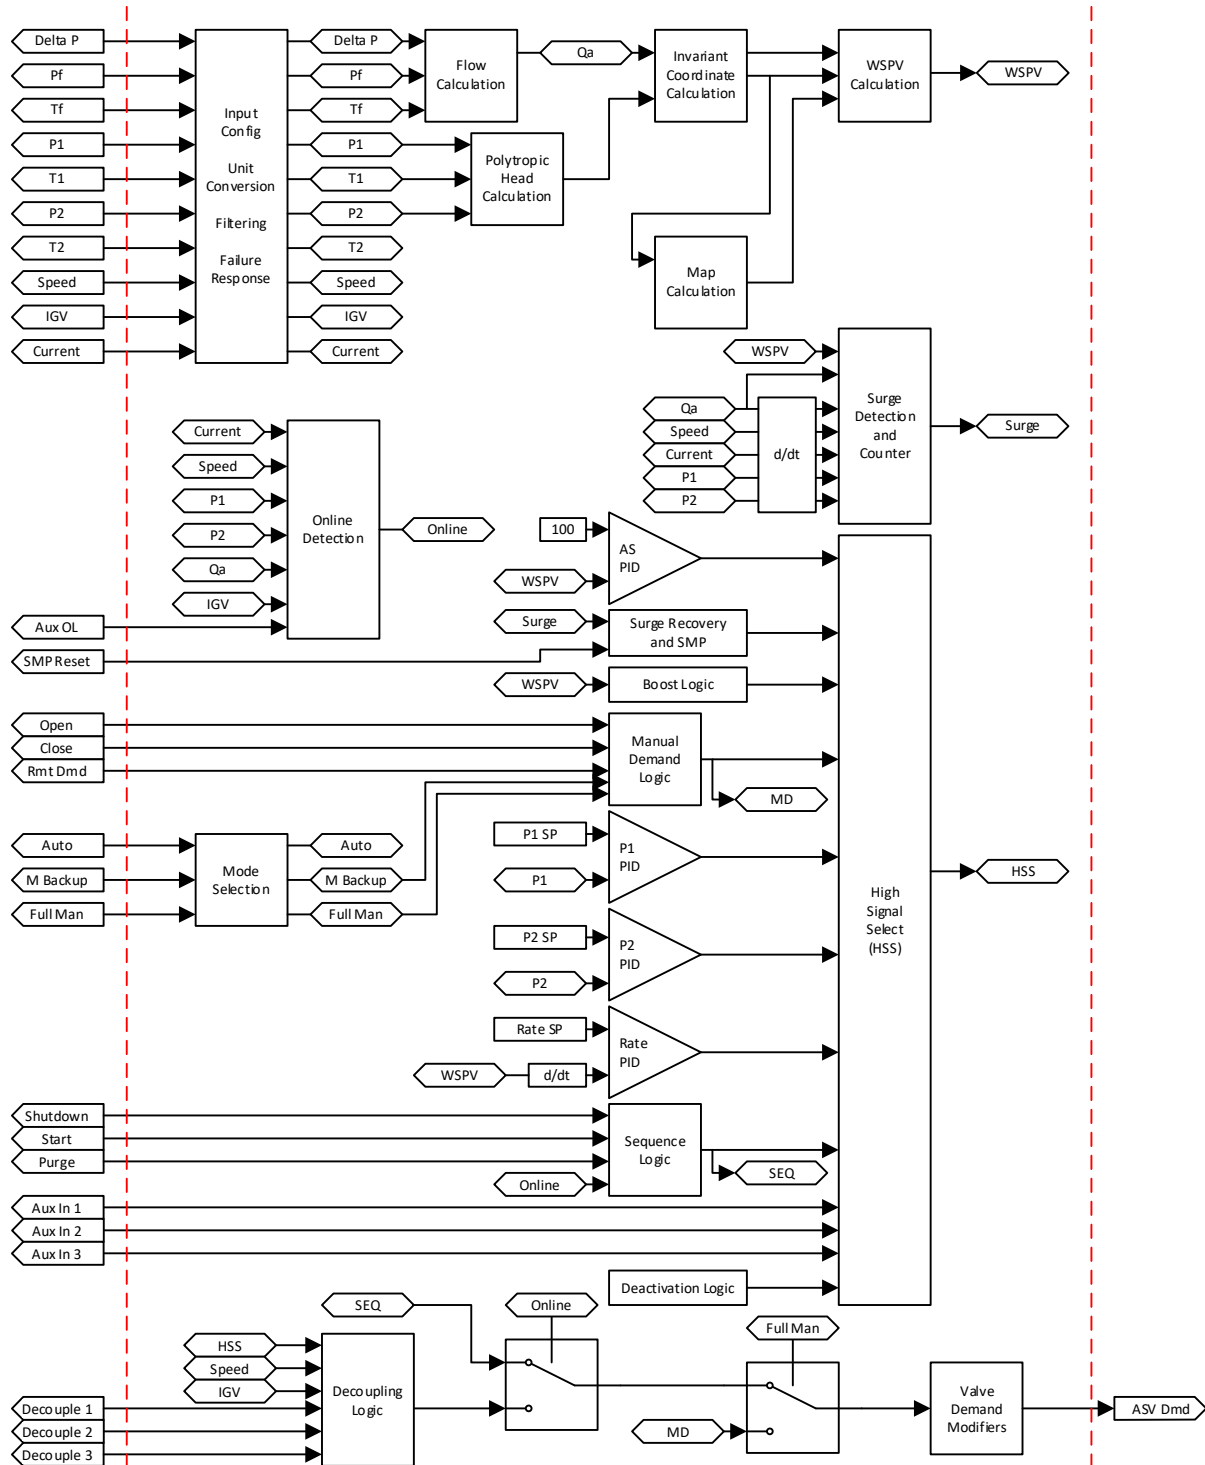 Delta P
Delta P
Qa
Pf
Pf
Flow
Calculation
Invariant
Coordinate
Calculation
WSPV
Calculation
WSPV
Tf
Tf
Input
Config
P1
P1
T1
T1
Polytropic
Head
Calculation
Unit
Conversion
P2
P2
Filtering
T2
T2
Failure
Response
Speed
Speed
Map
Calculation
IGV
IGV
Current
Current
WSPV
Qa
Speed
Current
P1
P2
d/dt
Surge
Detection
and
Counter
Surge
Current
Speed
P1
P2
Qa
IGV
Online
Detection
Online
100
WSPV
AS
PID
Aux OL
Surge
Surge Recovery
and SMP
SMP Reset
WSPV
Boost Logic
Open
Close
Rmt Dmd
Manual
Demand
Logic
MD
Auto
M Backup
Full Man
Mode
Selection
Auto
M Backup
Full Man
P1 SP
P1
P1
PID
High
Signal
Select
(HSS)
HSS
P2 SP
P2
P2
PID
Rate SP
WSPV
d/dt
Rate
PID
Shutdown
Start
Purge
Online
Sequence
Logic
SEQ
Aux In 1
Aux In 2
Aux In 3
Deactivation Logic
SEQ
Online
Full Man
HSS
Speed
IGV
Decouple 1
Decouple 2
Decouple 3
Decoupling
Logic
MD
Valve
Demand
Modifiers
ASV Dmd